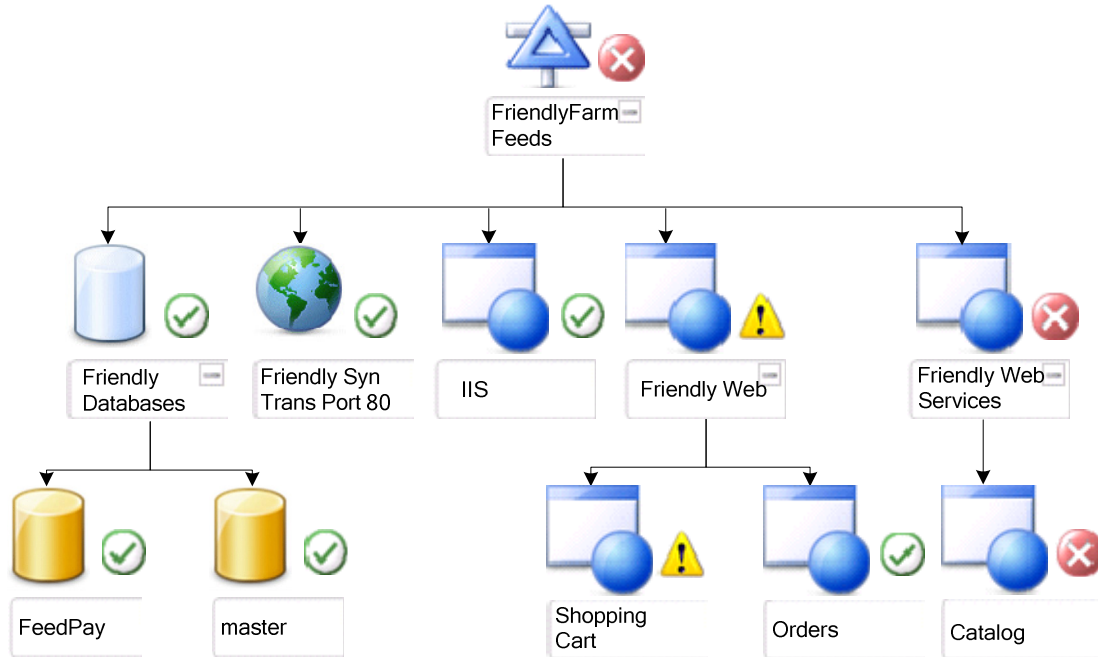 FriendlyFarm
Feeds
Friendly
Databases
Friendly Syn
Trans Port 80
IIS
Friendly Web
Friendly Web
Services
FeedPay
master
Shopping
Cart
Orders
Catalog